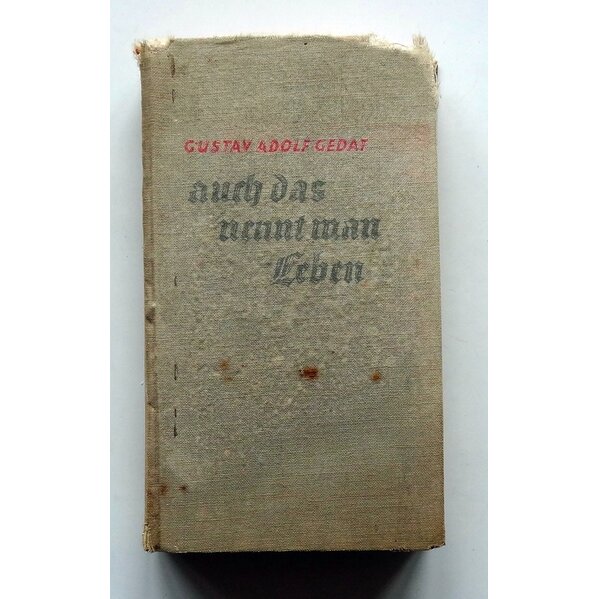 GUSTAV ADOLF GEDAT
auch das
nennt man
Leben